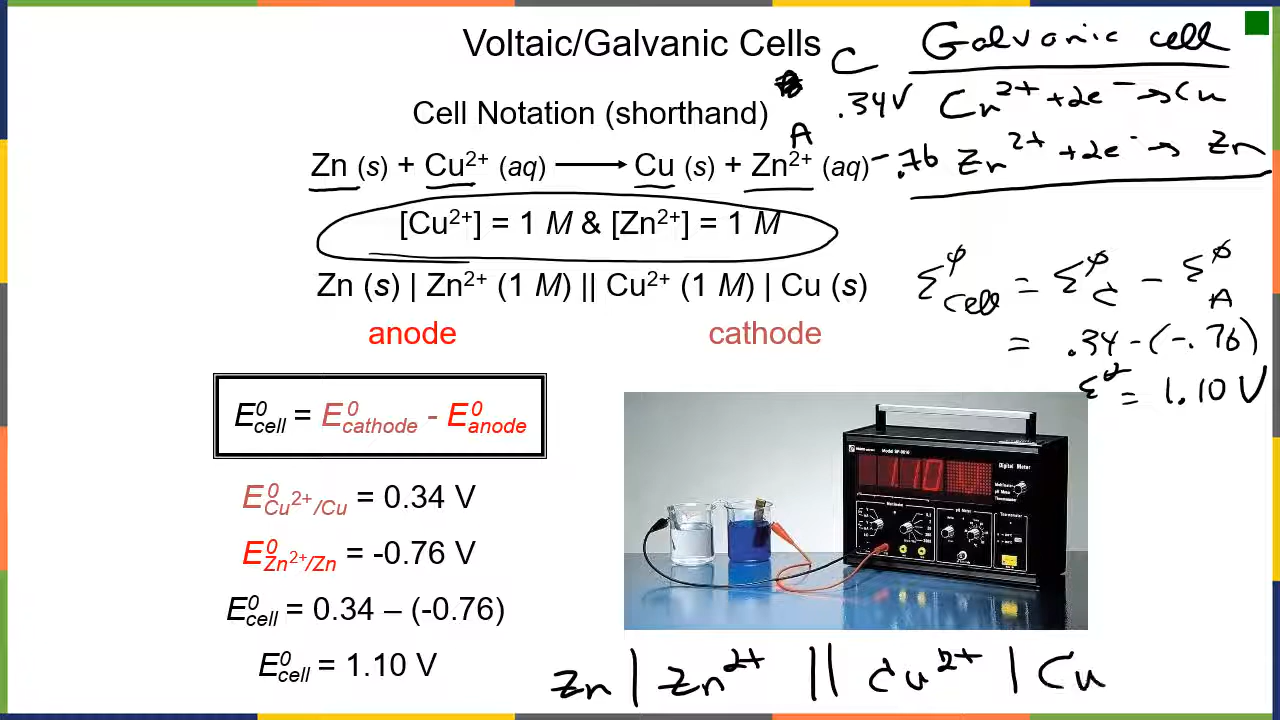 Voltaic/Galvanic Cells
Cell Notation (shorthand)
Zn (s) + Cu²⁺ (aq) ⟶ Cu (s) + Zn²⁺ (aq)
[Cu²⁺] = 1 M & [Zn²⁺] = 1 M
Zn (s) | Zn²⁺ (1 M) || Cu²⁺ (1 M) | Cu (s)
anode cathode
E⁰cell = E⁰cathode - E⁰anode
E⁰Cu²⁺/Cu = 0.34 V
E⁰Zn²⁺/Zn = -0.76 V
E⁰cell = 0.34 – (-0.76)
E⁰cell = 1.10 V
Galvanic cell
C .34V Cu²⁺ + 2e⁻ → Cu
A -.76 Zn²⁺ + 2e⁻ → Zn
Ɛ°cell = Ɛ°C - Ɛ°A
= .34 - (-.76)
Ɛ° = 1.10 V
1.10
Digital Meter
Zn | Zn²⁺ || Cu²⁺ | Cu